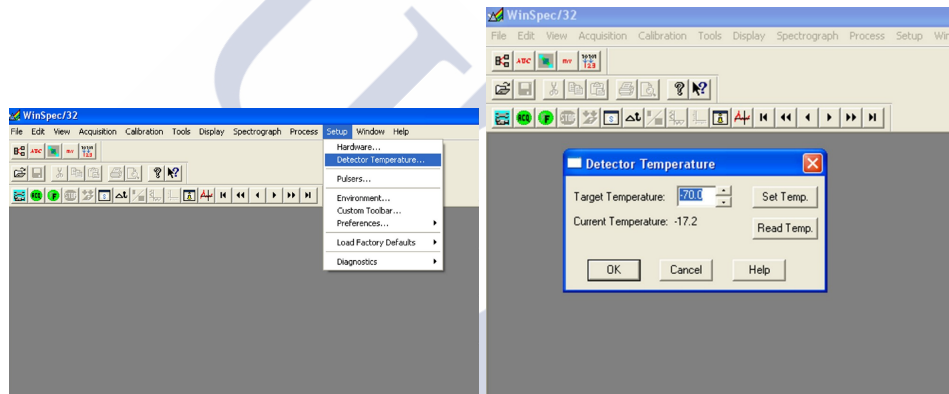 WinSpec/32
File Edit View Acquisition Calibration Tools Display Spectrograph Process Setup Window Help
Hardware...
Detector Temperature...
Pulsers...
Environment...
Custom Toolbar...
Preferences...
Load Factory Defaults
Diagnostics
WinSpec/32
File Edit View Acquisition Calibration Tools Display Spectrograph Process Setup Win
Detector Temperature
Target Temperature: -70.0 Set Temp.
Current Temperature: -17.2 Read Temp.
OK Cancel Help